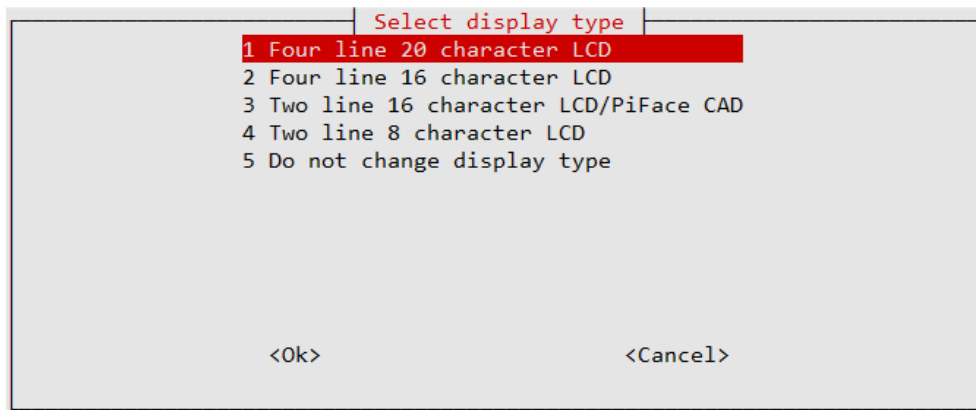 Select display type
1 Four line 20 character LCD
2 Four line 16 character LCD
3 Two line 16 character LCD/PiFace CAD
4 Two line 8 character LCD
5 Do not change display type
<Ok> <Cancel>